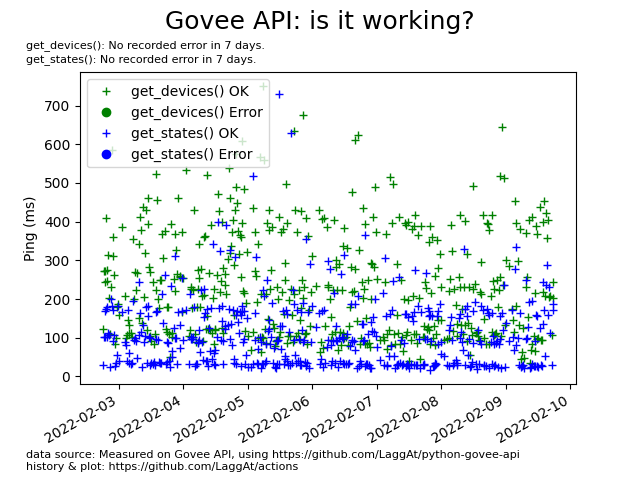 Govee API: is it working?
get_devices(): No recorded error in 7 days.
get_states(): No recorded error in 7 days.
get_devices() OK
get_devices() Error
get_states() OK
get_states() Error
Ping (ms)
700
600
500
400
300
200
100
0
2022-02-03
2022-02-04
2022-02-05
2022-02-06
2022-02-07
2022-02-08
2022-02-09
2022-02-10
data source: Measured on Govee API, using https://github.com/LaggAt/python-govee-api
history & plot: https://github.com/LaggAt/actions